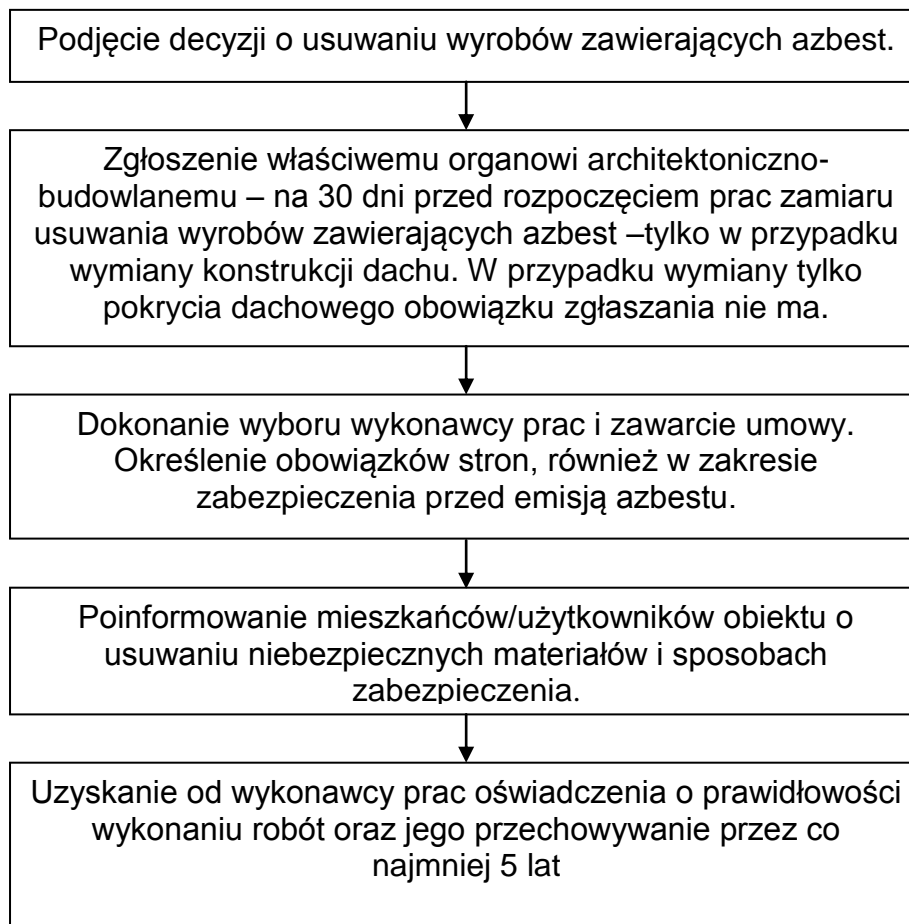 Podjęcie decyzji o usuwaniu wyrobów zawierających azbest.
Zgłoszenie właściwemu organowi architektoniczno-
budowlanemu – na 30 dni przed rozpoczęciem prac zamiaru
usuwania wyrobów zawierających azbest –tylko w przypadku
wymiany konstrukcji dachu. W przypadku wymiany tylko
pokrycia dachowego obowiązku zgłaszania nie ma.
Dokonanie wyboru wykonawcy prac i zawarcie umowy.
Określenie obowiązków stron, również w zakresie
zabezpieczenia przed emisją azbestu.
Poinformowanie mieszkańców/użytkowników obiektu o
usuwaniu niebezpiecznych materiałów i sposobach
zabezpieczenia.
Uzyskanie od wykonawcy prac oświadczenia o prawidłowości
wykonaniu robót oraz jego przechowywanie przez co
najmniej 5 lat